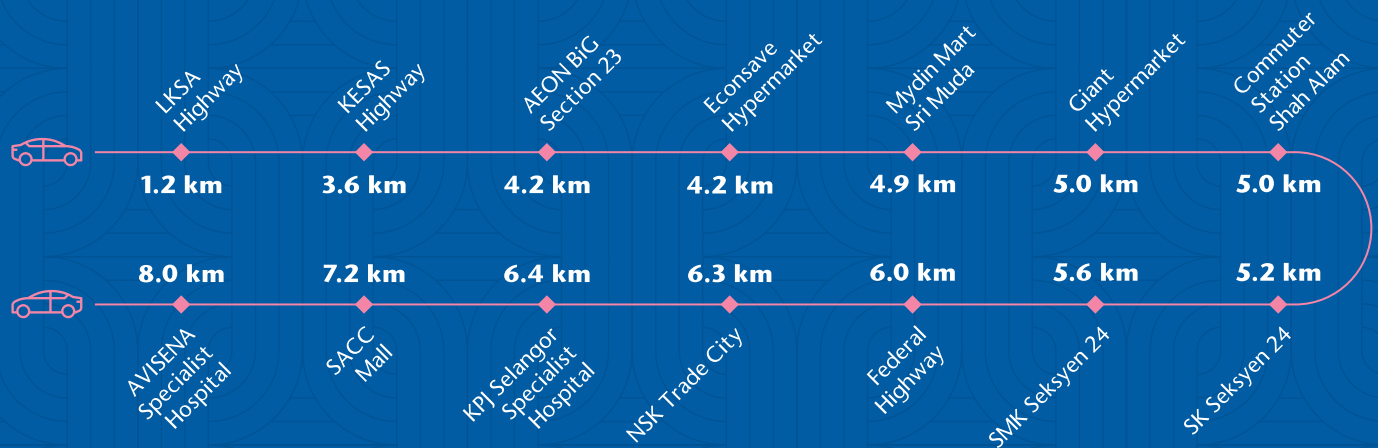 LKSA
Highway
KESAS
Highway
AEON BiG
Section 23
Econsave
Hypermarket
Mydin Mart
Sri Muda
Giant
Hypermarket
Commuter
Station
Shah Alam
1.2 km
3.6 km
4.2 km
4.2 km
4.9 km
5.0 km
5.0 km
8.0 km
7.2 km
6.4 km
6.3 km
6.0 km
5.6 km
5.2 km
AVISENA
Specialist
Hospital
SACC
Mall
KPJ Selangor
Specialist
Hospital
NSK Trade City
Federal
Highway
SMK Seksyen 24
SK Seksyen 24